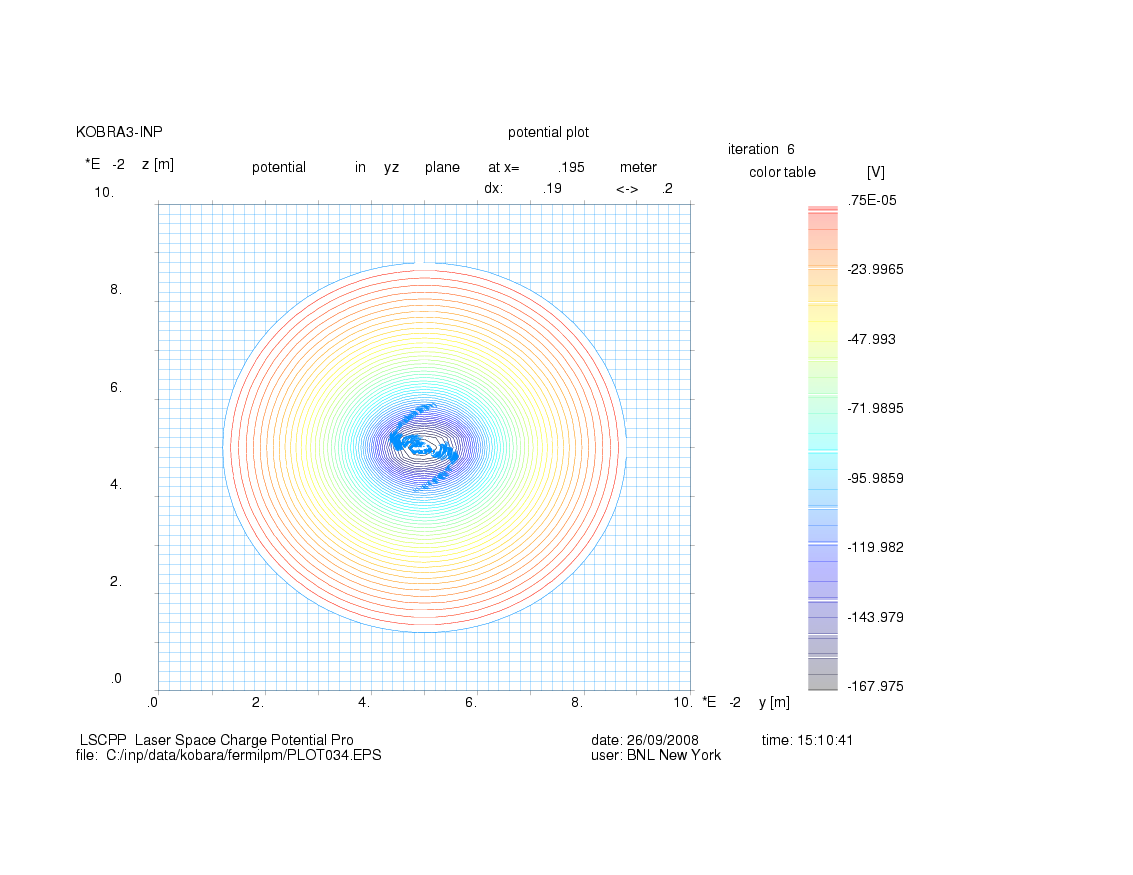 KOBRA3-INP potential plot
iteration 6
*E -2 z [m] potential in yz plane at x= .195 meter color table [V]
dx: .19 <-> .2
10.
8.
6.
4.
2.
.0
.75E-05
-23.9965
-47.993
-71.9895
-95.9859
-119.982
-143.979
-167.975
.0 2. 4. 6. 8. 10. *E -2 y [m]
LSCPP Laser Space Charge Potential Pro date: 26/09/2008 time: 15:10:41
file: C:/inp/data/kobara/fermilpm/PLOT034.EPS user: BNL New York